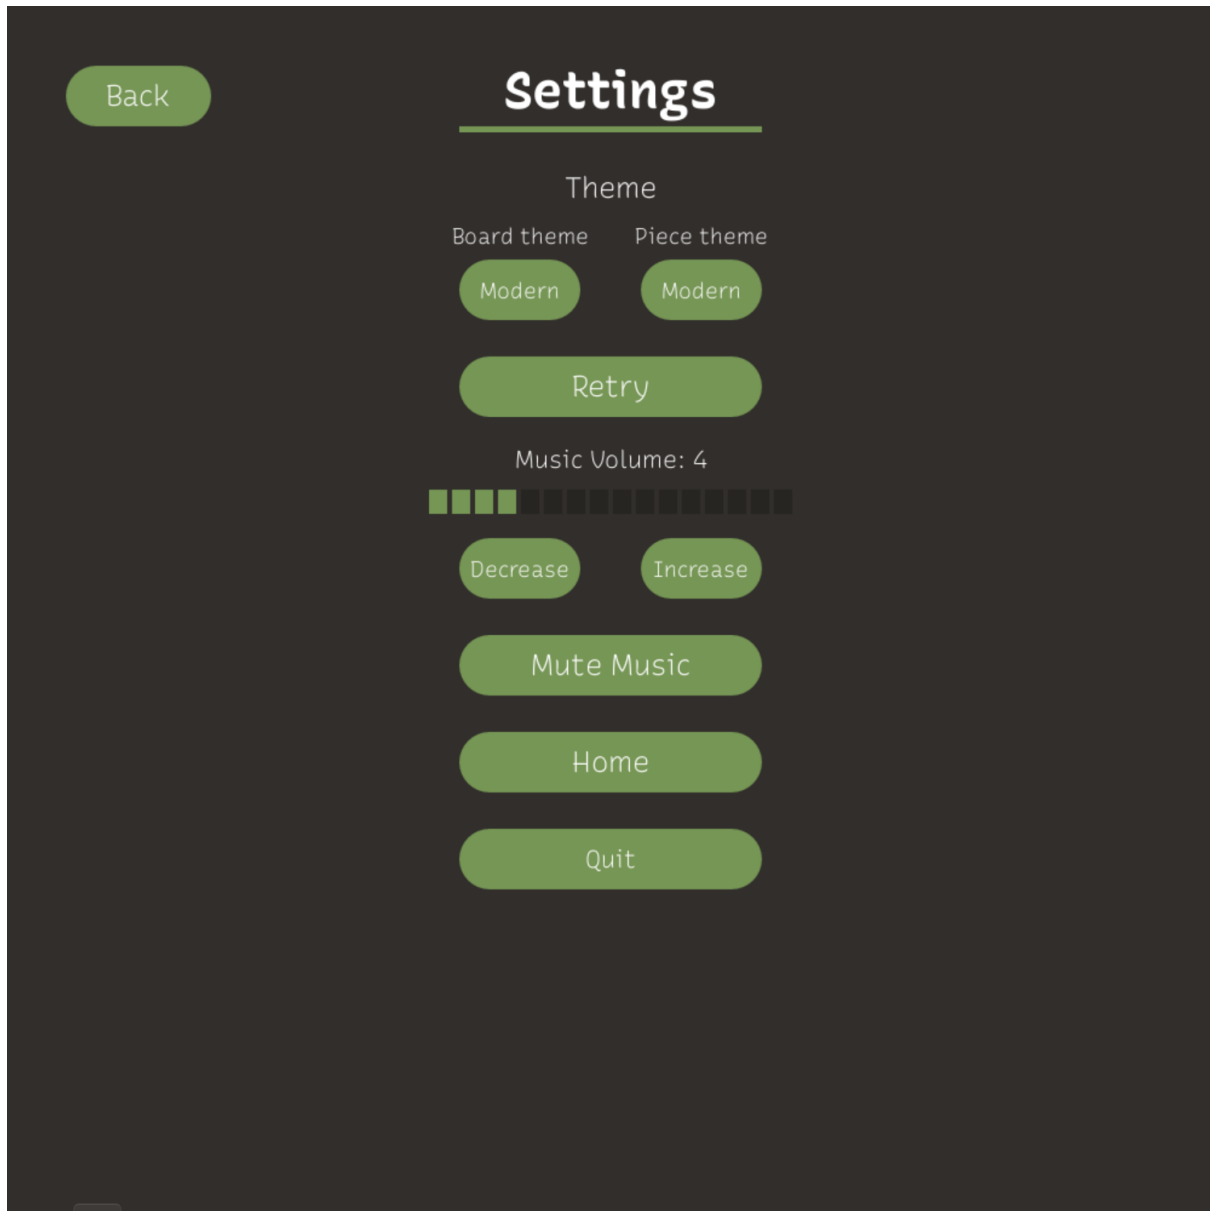 Back
Settings
Theme
Board theme Piece theme
Modern Modern
Retry
Music Volume: 4
Decrease Increase
Mute Music
Home
Quit